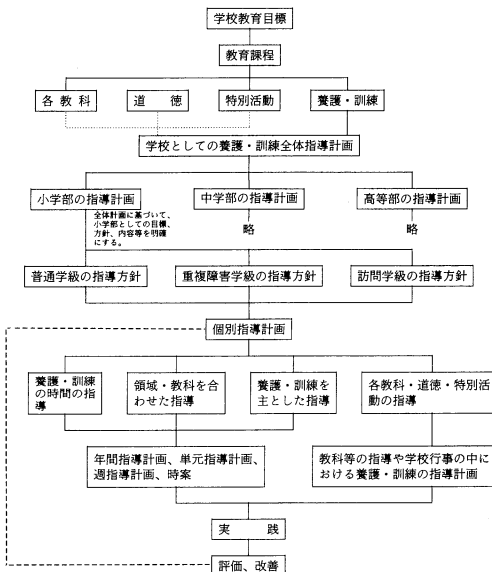 学校教育目標
教育課程
各教科
道徳
特別活動
養護・訓練
学校としての養護・訓練全体指導計画
小学部の指導計画
中学部の指導計画
高等部の指導計画
全体計画に基づいて、
小学部としての目標、
方針、内容等を明確
にする。
略
略
普通学級の指導方針
重複障害学級の指導方針
訪問学級の指導方針
個別指導計画
養護・訓練
の時間の指
導
領域・教科を合
わせた指導
養護・訓練を
主とした指導
各教科・道徳・特別活
動の指導
年間指導計画、単元指導計画、
週指導計画、時案
教科等の指導や学校行事の中に
おける養護・訓練の指導計画
実践
評価、改善